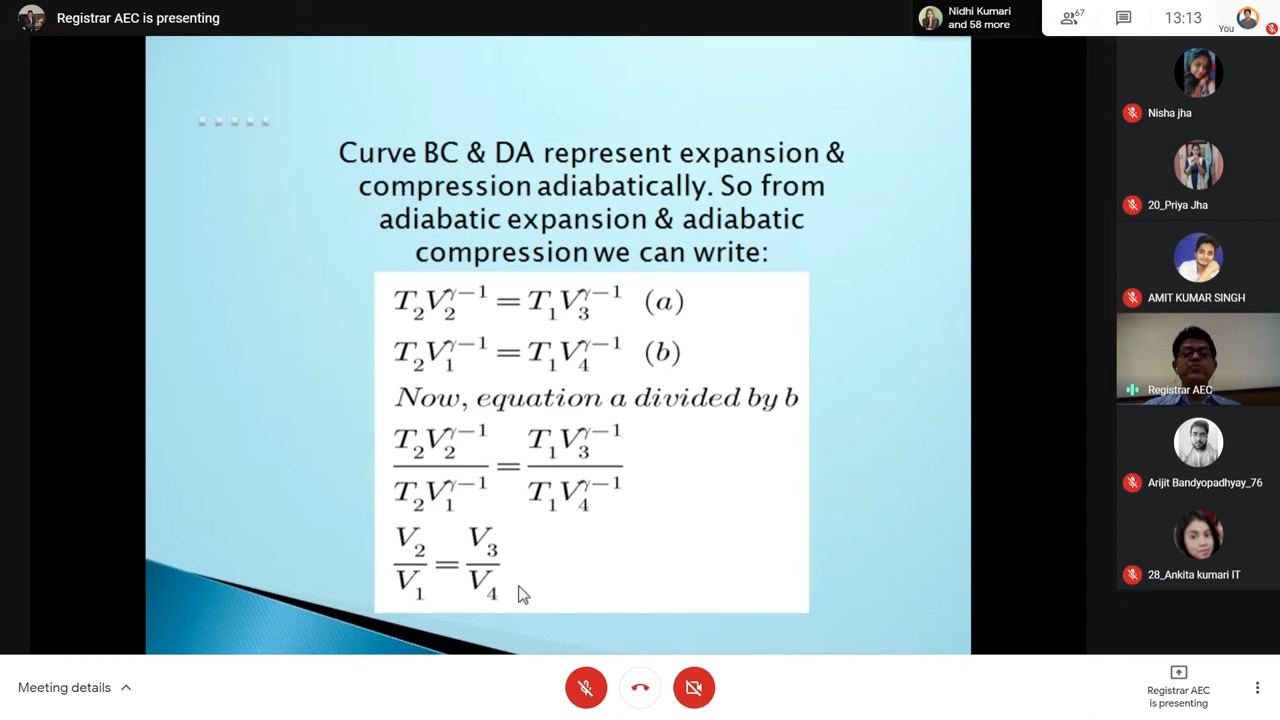 Registrar AEC is presenting
Nidhi Kumari
and 58 more
67
13:13
You
Nisha jha
20_Priya Jha
AMIT KUMAR SINGH
Registrar AEC
Arijit Bandyopadhyay_76
28_Ankita kumari IT
Curve BC & DA represent expansion &
compression adiabatically. So from
adiabatic expansion & adiabatic
compression we can write:
T₂V₂^γ−1 = T₁V₃^γ−1 (a)
T₂V₁^γ−1 = T₁V₄^γ−1 (b)
Now, equation a divided by b
T₂V₂^γ−1 / T₂V₁^γ−1 = T₁V₃^γ−1 / T₁V₄^γ−1
V₂ / V₁ = V₃ / V₄
Meeting details
Registrar AEC
is presenting